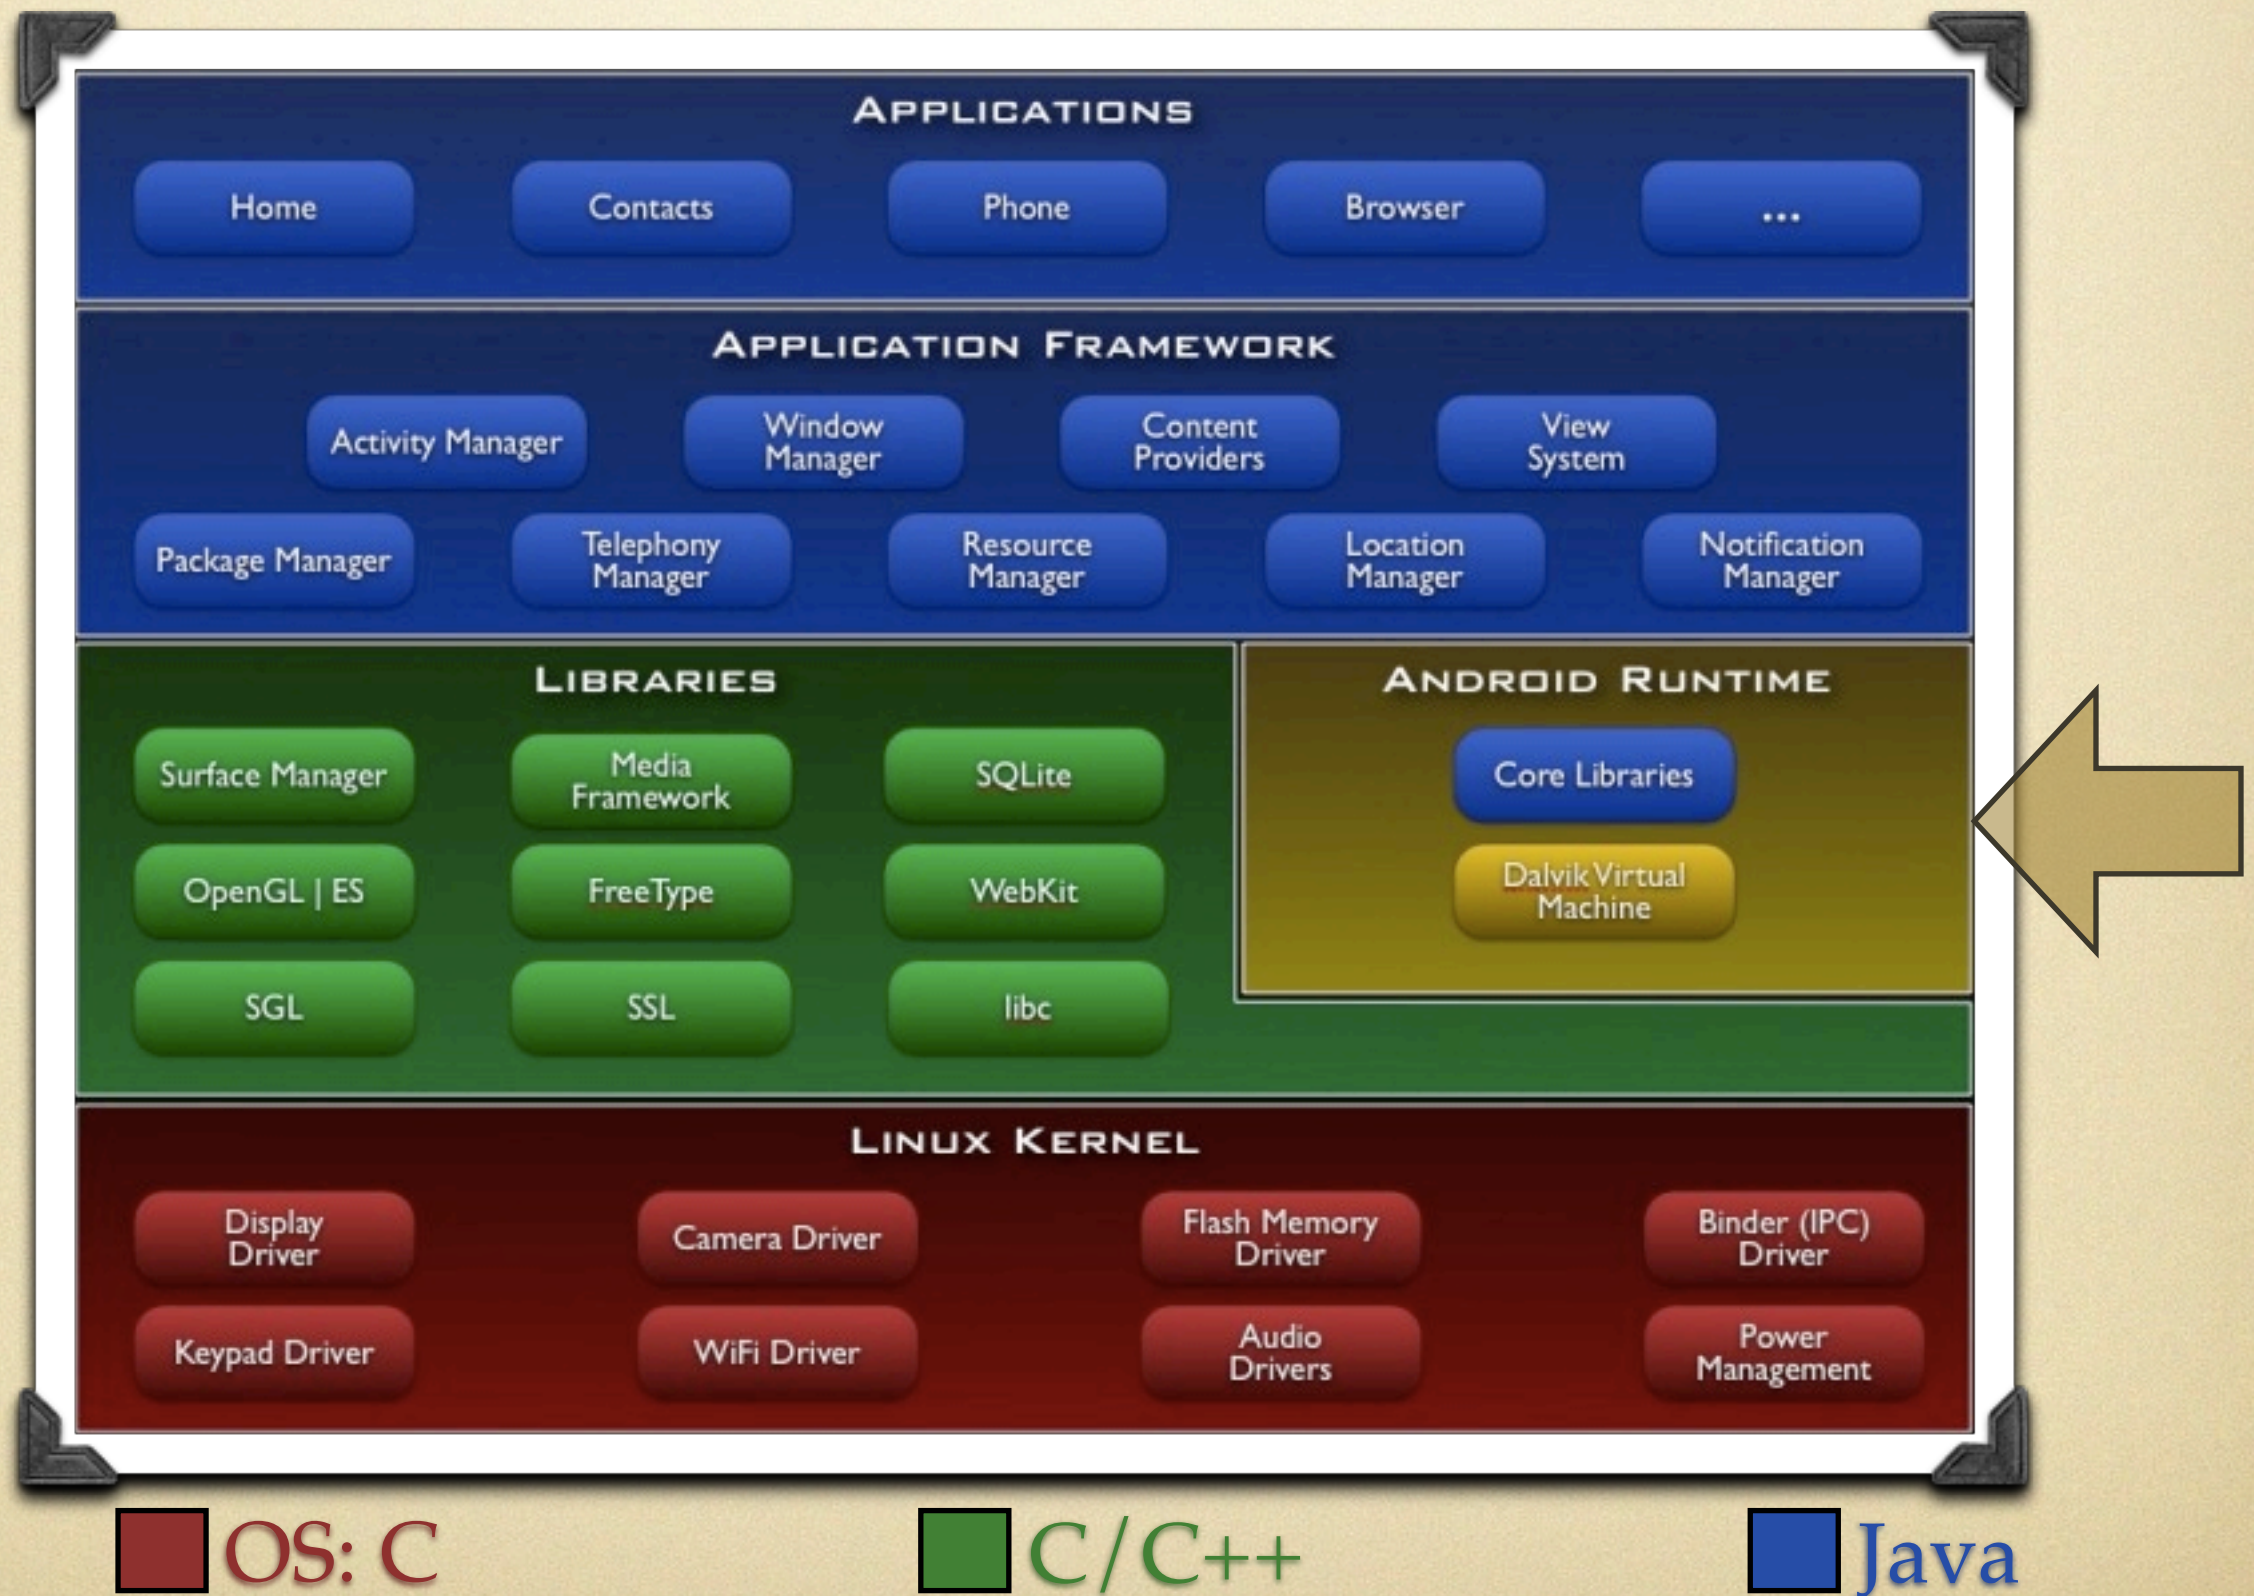 APPLICATIONS
Home
Contacts
Phone
Browser
...
APPLICATION FRAMEWORK
Activity Manager
Window
Manager
Content
Providers
View
System
Package Manager
Telephony
Manager
Resource
Manager
Location
Manager
Notification
Manager
LIBRARIES
Surface Manager
Media
Framework
SQLite
OpenGL | ES
FreeType
WebKit
SGL
SSL
libc
ANDROID RUNTIME
Core Libraries
Dalvik Virtual
Machine
LINUX KERNEL
Display
Driver
Camera Driver
Flash Memory
Driver
Binder (IPC)
Driver
Keypad Driver
WiFi Driver
Audio
Drivers
Power
Management
OS: C
C/C++
Java